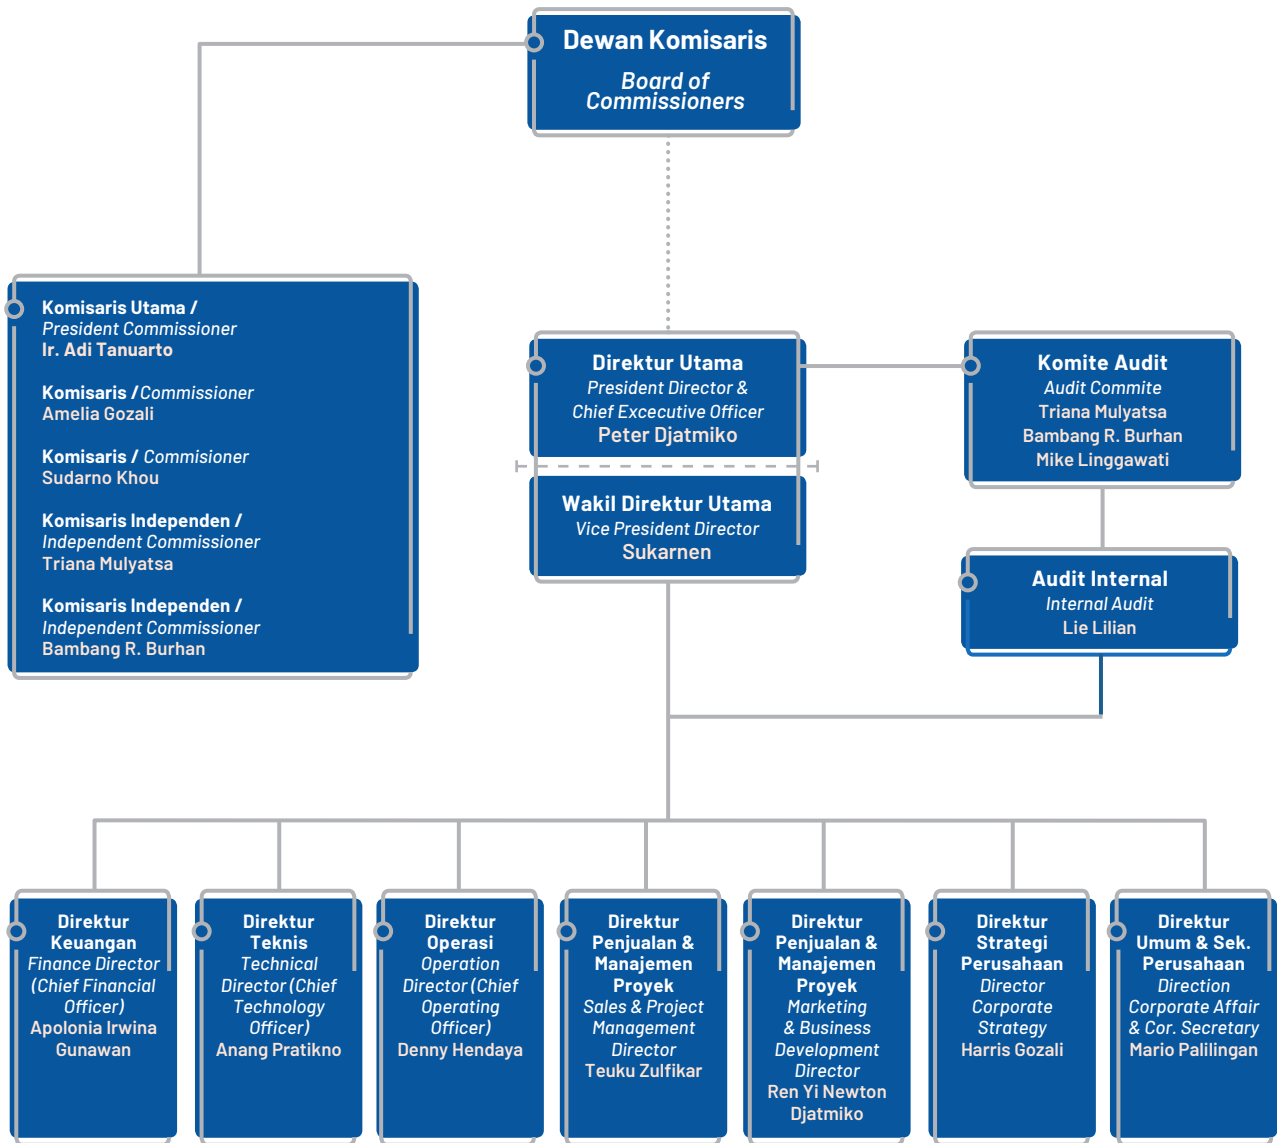 Dewan Komisaris
Board of
Commissioners
Komisaris Utama /
President Commissioner
Ir. Adi Tanuarto
Komisaris /Commissioner
Amelia Gozali
Komisaris / Commisioner
Sudarno Khou
Komisaris Independen /
Independent Commissioner
Triana Mulyatsa
Komisaris Independen /
Independent Commissioner
Bambang R. Burhan
Direktur Utama
President Director &
Chief Excecutive Officer
Peter Djatmiko
Wakil Direktur Utama
Vice President Director
Sukarnen
Komite Audit
Audit Commite
Triana Mulyatsa
Bambang R. Burhan
Mike Linggawati
Audit Internal
Internal Audit
Lie Lilian
Direktur
Keuangan
Finance Director
(Chief Financial
Officer)
Apolonia Irwina
Gunawan
Direktur
Teknis
Technical
Director (Chief
Technology
Officer)
Anang Pratikno
Direktur
Operasi
Operation
Director (Chief
Operating
Officer)
Denny Hendaya
Direktur
Penjualan &
Manajemen
Proyek
Sales & Project
Management
Director
Teuku Zulfikar
Direktur
Penjualan &
Manajemen
Proyek
Marketing
& Business
Development
Director
Ren Yi Newton
Djatmiko
Direktur
Strategi
Perusahaan
Director
Corporate
Strategy
Harris Gozali
Direktur
Umum & Sek.
Perusahaan
Direction
Corporate Affair
& Cor. Secretary
Mario Palilingan